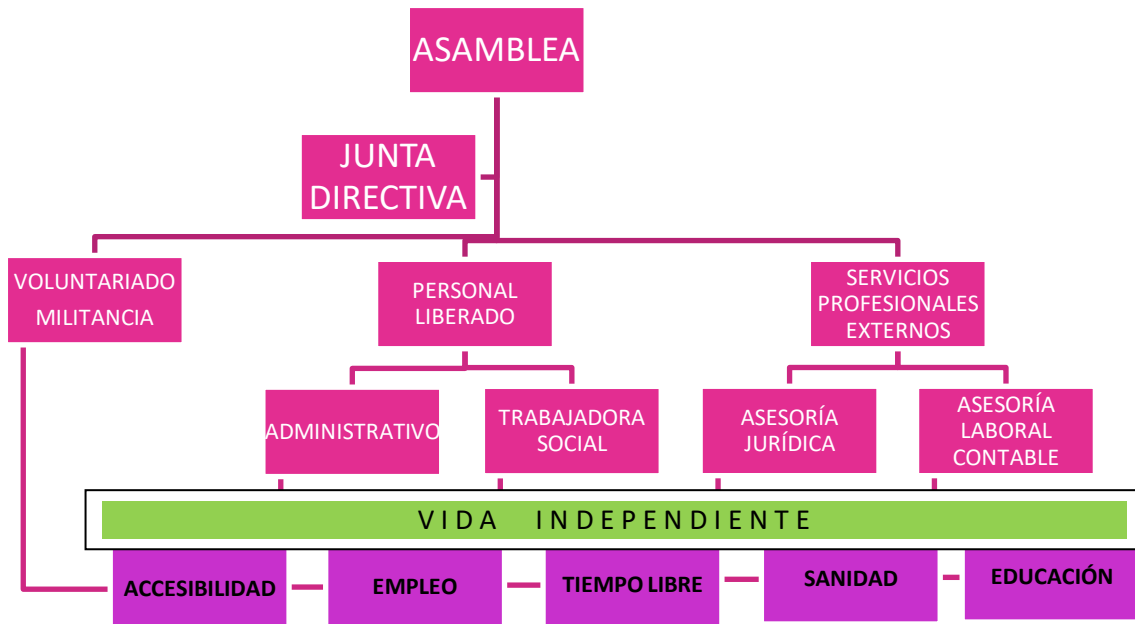 ASAMBLEA
JUNTA
DIRECTIVA
VOLUNTARIADO
MILITANCIA
PERSONAL
LIBERADO
SERVICIOS
PROFESIONALES
EXTERNOS
ADMINISTRATIVO
TRABAJADORA
SOCIAL
ASESORÍA
JURÍDICA
ASESORÍA
LABORAL
CONTABLE
VIDA INDEPENDIENTE
ACCESIBILIDAD
EMPLEO
TIEMPO LIBRE
SANIDAD
EDUCACIÓN